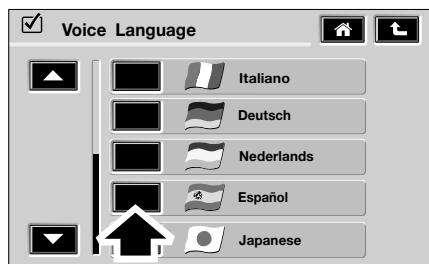 Voice Language
Italiano
Deutsch
Nederlands
Español
Japanese